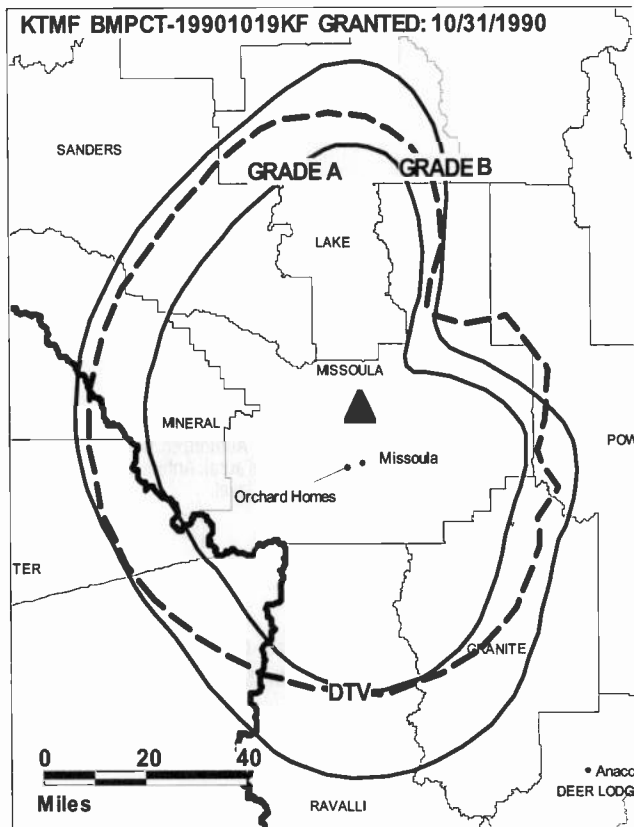 KTMF BMPCT-19901019KF GRANTED: 10/31/1990
SANDERS
GRADE A
GRADE B
LAKE
MISSOULA
MINERAL
POW
Missoula
Orchard Homes
TER
GRANITE
DTV
0 20 40
Miles
Anaco
DEER LODG
RAVALLI